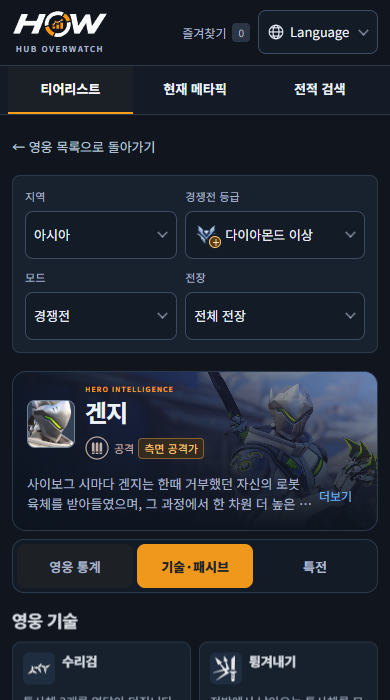 HOW
HUB OVERWATCH
즐겨찾기 0
Language
티어리스트 현재 메타픽 전적 검색
← 영웅 목록으로 돌아가기
지역 경쟁전 등급
아시아 다이아몬드 이상
모드 전장
경쟁전 전체 전장
HERO INTELLIGENCE
겐지
공격 측면 공격가
사이보그 시마다 겐지는 한때 거부했던 자신의 로봇
육체를 받아들였으며, 그 과정에서 한 차원 더 높은 ... 더보기
영웅 통계 기술·패시브 특전
영웅 기술
수리검 튕겨내기